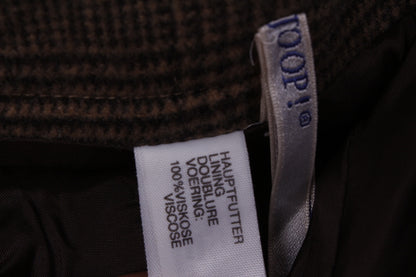 JOOP!®
HAUPTFUTTER
LINING
DOUBLURE
VOERING:
100%VISKOSE
VISCOSE